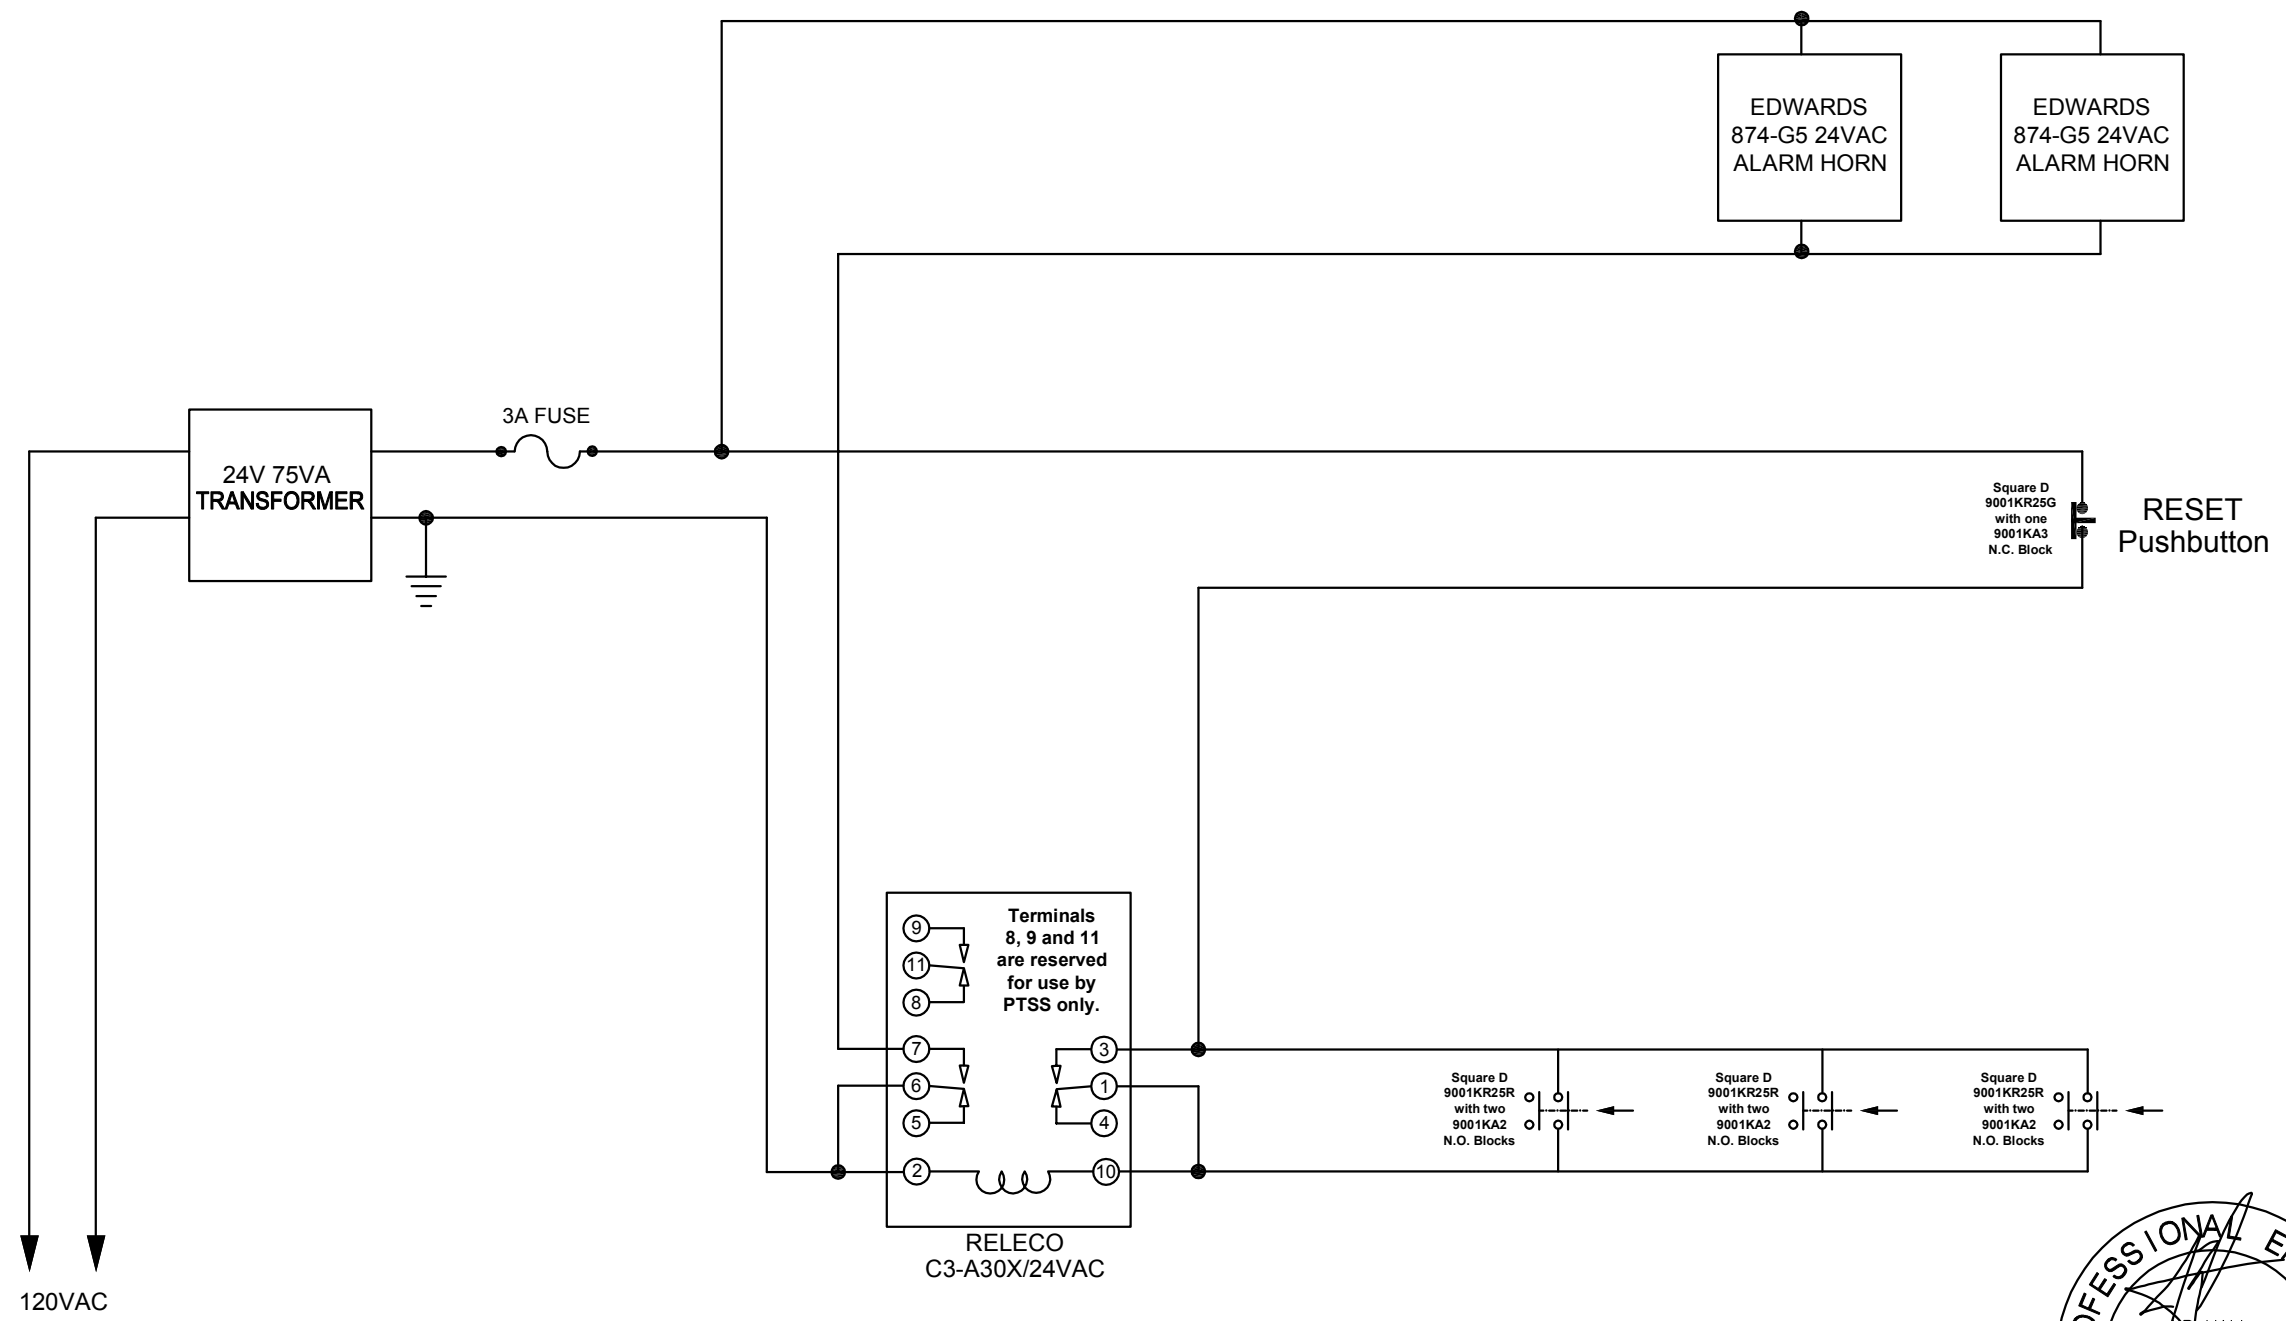 EDWARDS
874-G5 24VAC
ALARM HORN
EDWARDS
874-G5 24VAC
ALARM HORN
3A FUSE
24V 75VA
TRANSFORMER
Square D
9001KR25G
with one
9001KA3
N.C. Block
RESET
Pushbutton
Terminals
8, 9 and 11
are reserved
for use by
PTSS only.
9
11
8
7
6
5
2
3
1
4
10
Square D
9001KR25R
with two
9001KA2
N.O. Blocks
Square D
9001KR25R
with two
9001KA2
N.O. Blocks
Square D
9001KR25R
with two
9001KA2
N.O. Blocks
RELECO
C3-A30X/24VAC
120VAC
OFESSIONAL E